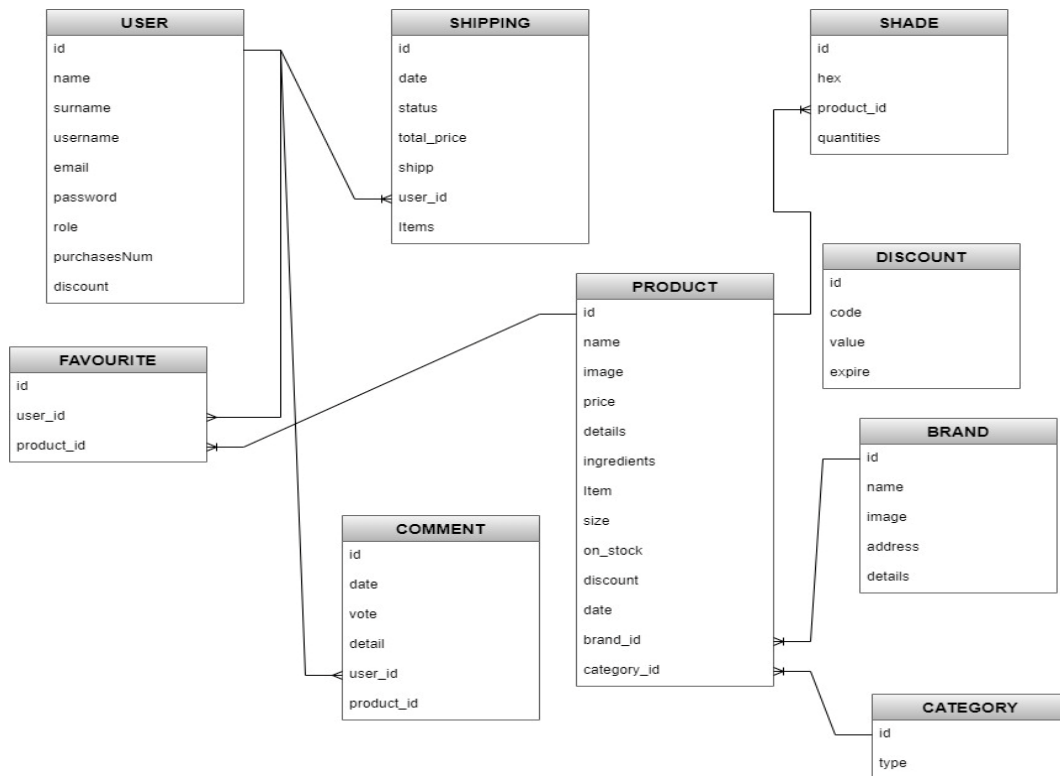 USER
id
name
surname
username
email
password
role
purchasesNum
discount
SHIPPING
id
date
status
total_price
shipp
user_id
Items
SHADE
id
hex
product_id
quantities
DISCOUNT
id
code
value
expire
PRODUCT
id
name
image
price
details
ingredients
Item
size
on_stock
discount
date
brand_id
category_id
FAVOURITE
id
user_id
product_id
BRAND
id
name
image
address
details
COMMENT
id
date
vote
detail
user_id
product_id
CATEGORY
id
type